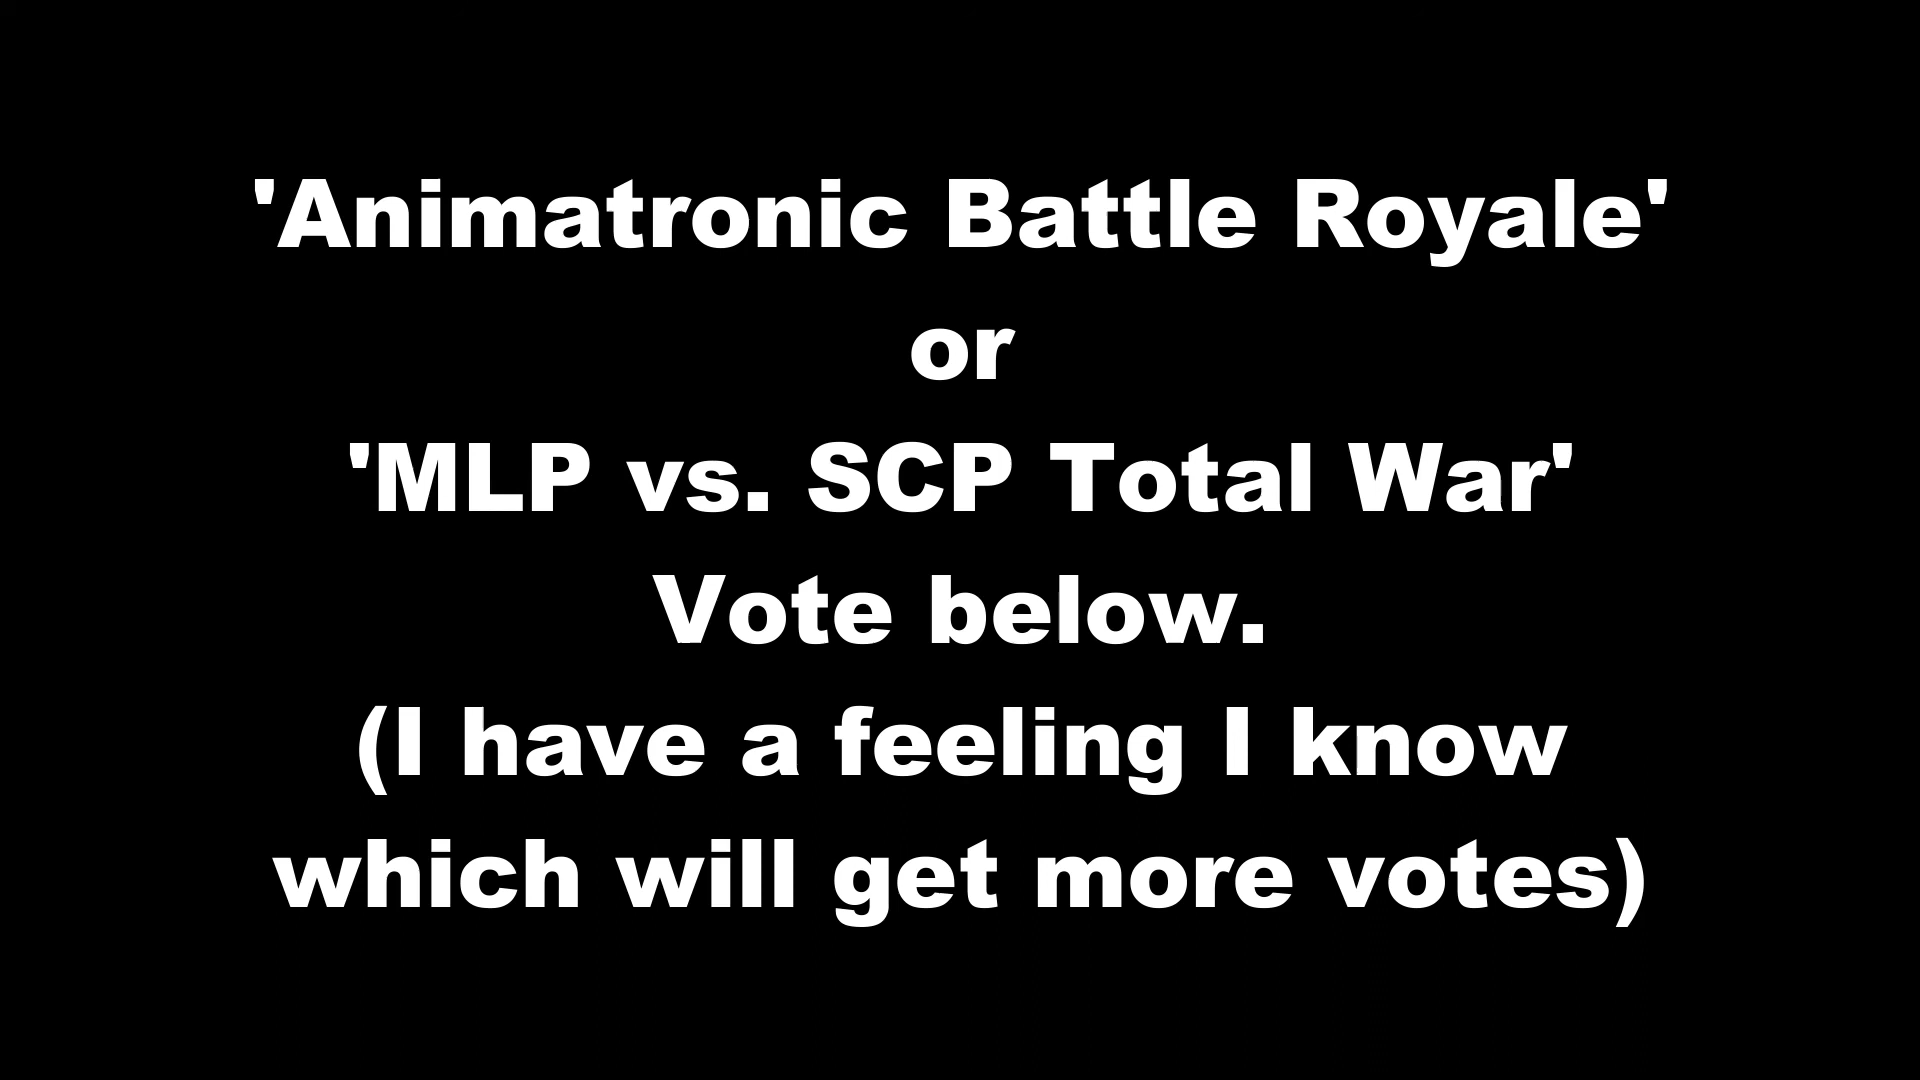 'Animatronic Battle Royale'
or
'MLP vs. SCP Total War'
Vote below.
(I have a feeling I know
which will get more votes)